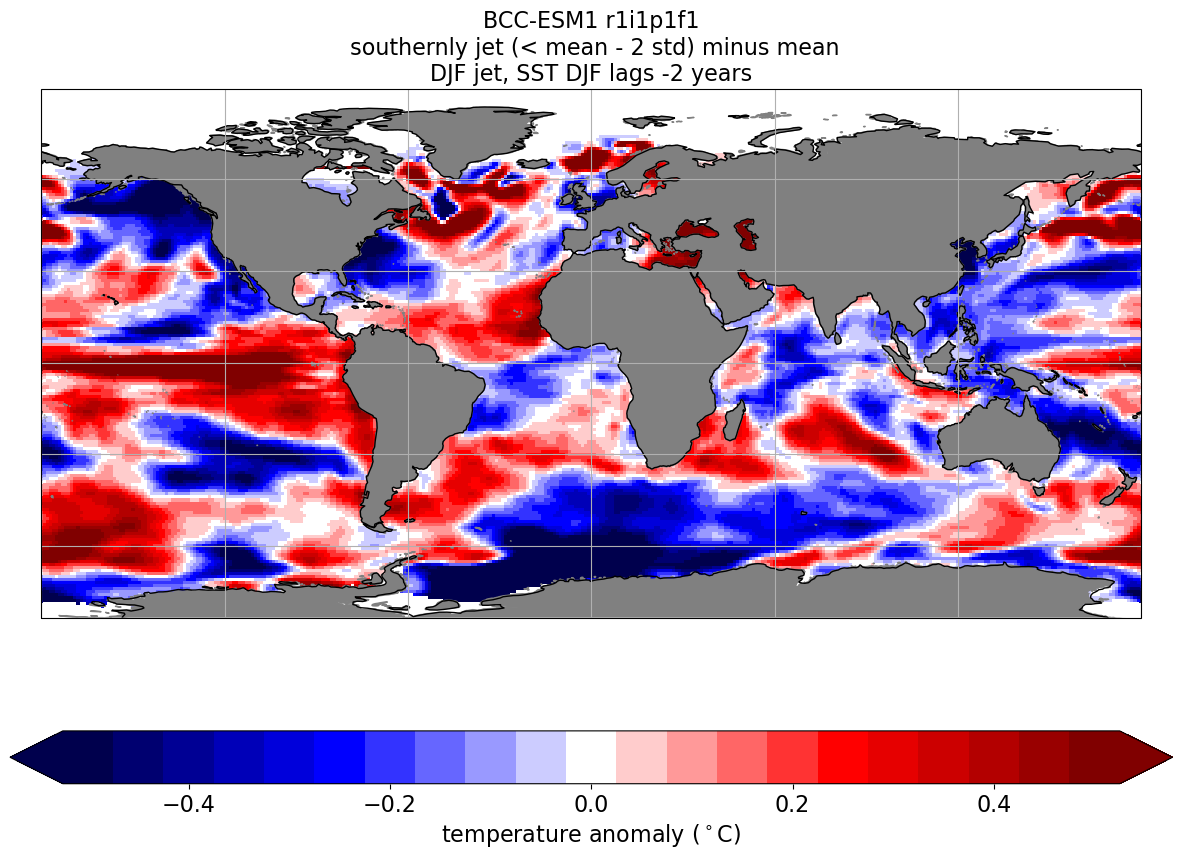 BCC-ESM1 r1i1p1f1
southernly jet (< mean - 2 std) minus mean
DJF jet, SST DJF lags -2 years
−0.4 −0.2 0.0 0.2 0.4
temperature anomaly (°C)